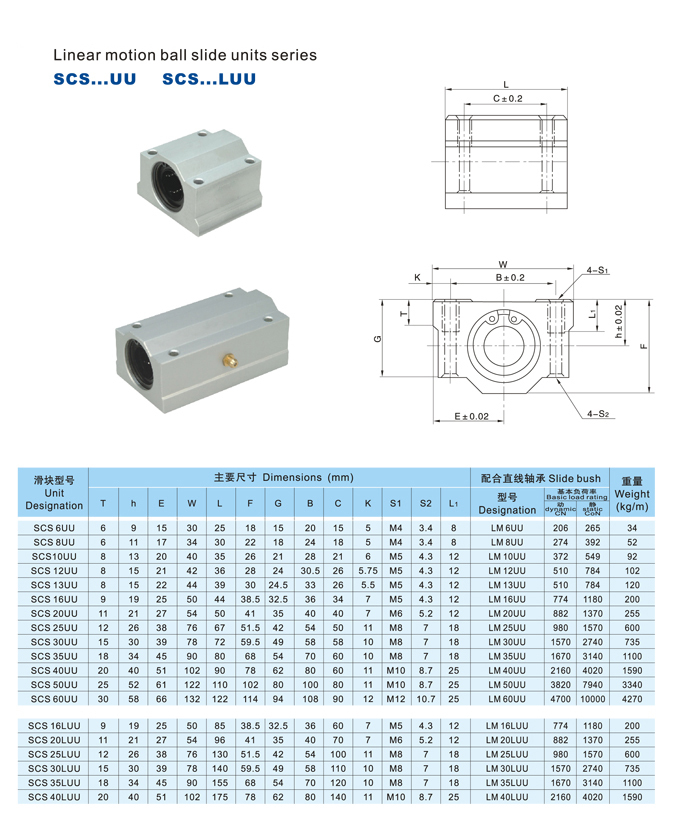 Linear motion ball slide units series
SCS...UU SCS...LUU
L
C±0.2
W
K B±0.2 4-S1
T
G
L1
h±0.02
F
E±0.02
4-S2
滑块型号 主要尺寸 Dimensions (mm) 配合直线轴承 Slide bush 重量
Unit Designation T h E W L F G B C K S1 S2 L1 型号 Designation 基本负荷率 Basic load rating 动 dynamic CN 静 static CoN Weight (kg/m)
SCS 6UU 6 9 15 30 25 18 15 20 15 5 M4 3.4 8 LM 6UU 206 265 34
SCS 8UU 6 11 17 34 30 22 18 24 18 5 M4 3.4 8 LM 8UU 274 392 52
SCS10UU 8 13 20 40 35 26 21 28 21 6 M5 4.3 12 LM 10UU 372 549 92
SCS 12UU 8 15 21 42 36 28 24 30.5 26 5.75 M5 4.3 12 LM 12UU 510 784 102
SCS 13UU 8 15 22 44 39 30 24.5 33 26 5.5 M5 4.3 12 LM 13UU 510 784 120
SCS 16UU 9 19 25 50 44 38.5 32.5 36 34 7 M5 4.3 12 LM 16UU 774 1180 200
SCS 20UU 11 21 27 54 50 41 35 40 40 7 M6 5.2 12 LM 20UU 882 1370 255
SCS 25UU 12 26 38 76 67 51.5 42 54 50 11 M8 7 18 LM 25UU 980 1570 600
SCS 30UU 15 30 39 78 72 59.5 49 58 58 10 M8 7 18 LM 30UU 1570 2740 735
SCS 35UU 18 34 45 90 80 68 54 70 60 10 M8 7 18 LM 35UU 1670 3140 1100
SCS 40UU 20 40 51 102 90 78 62 80 60 11 M10 8.7 25 LM 40UU 2160 4020 1590
SCS 50UU 25 52 61 122 110 102 80 100 80 11 M10 8.7 25 LM 50UU 3820 7940 3340
SCS 60UU 30 58 66 132 122 114 94 108 90 12 M12 10.7 25 LM 60UU 4700 10000 4270
SCS 16LUU 9 19 25 50 85 38.5 32.5 36 60 7 M5 4.3 12 LM 16LUU 774 1180 200
SCS 20LUU 11 21 27 54 96 41 35 40 70 7 M6 5.2 12 LM 20LUU 882 1370 255
SCS 25LUU 12 26 38 76 130 51.5 42 54 100 11 M8 7 18 LM 25LUU 980 1570 600
SCS 30LUU 15 30 39 78 140 59.5 49 58 110 10 M8 7 18 LM 30LUU 1570 2740 735
SCS 35LUU 18 34 45 90 155 68 54 70 120 10 M8 7 18 LM 35LUU 1670 3140 1100
SCS 40LUU 20 40 51 102 175 78 62 80 140 11 M10 8.7 25 LM 40LUU 2160 4020 1590